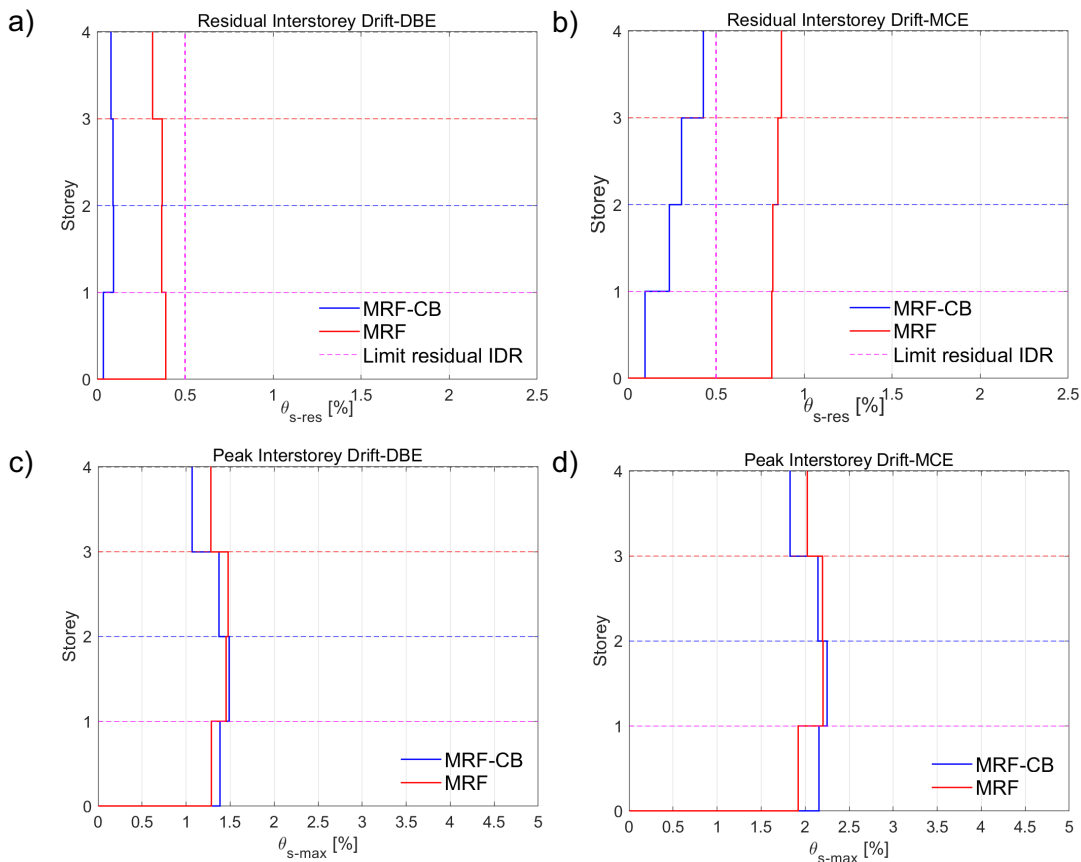 a)
Residual Interstorey Drift-DBE
4
3
2
1
0
Storey
MRF-CB
MRF
Limit residual IDR
0 0.5 1 1.5 2 2.5
θs-res [%]
b)
Residual Interstorey Drift-MCE
4
3
2
1
0
Storey
MRF-CB
MRF
Limit residual IDR
0 0.5 1 1.5 2 2.5
θs-res [%]
c)
Peak Interstorey Drift-DBE
4
3
2
1
0
Storey
MRF-CB
MRF
0 0.5 1 1.5 2 2.5 3 3.5 4 4.5 5
θs-max [%]
d)
Peak Interstorey Drift-MCE
4
3
2
1
0
Storey
MRF-CB
MRF
0 0.5 1 1.5 2 2.5 3 3.5 4 4.5 5
θs-max [%]